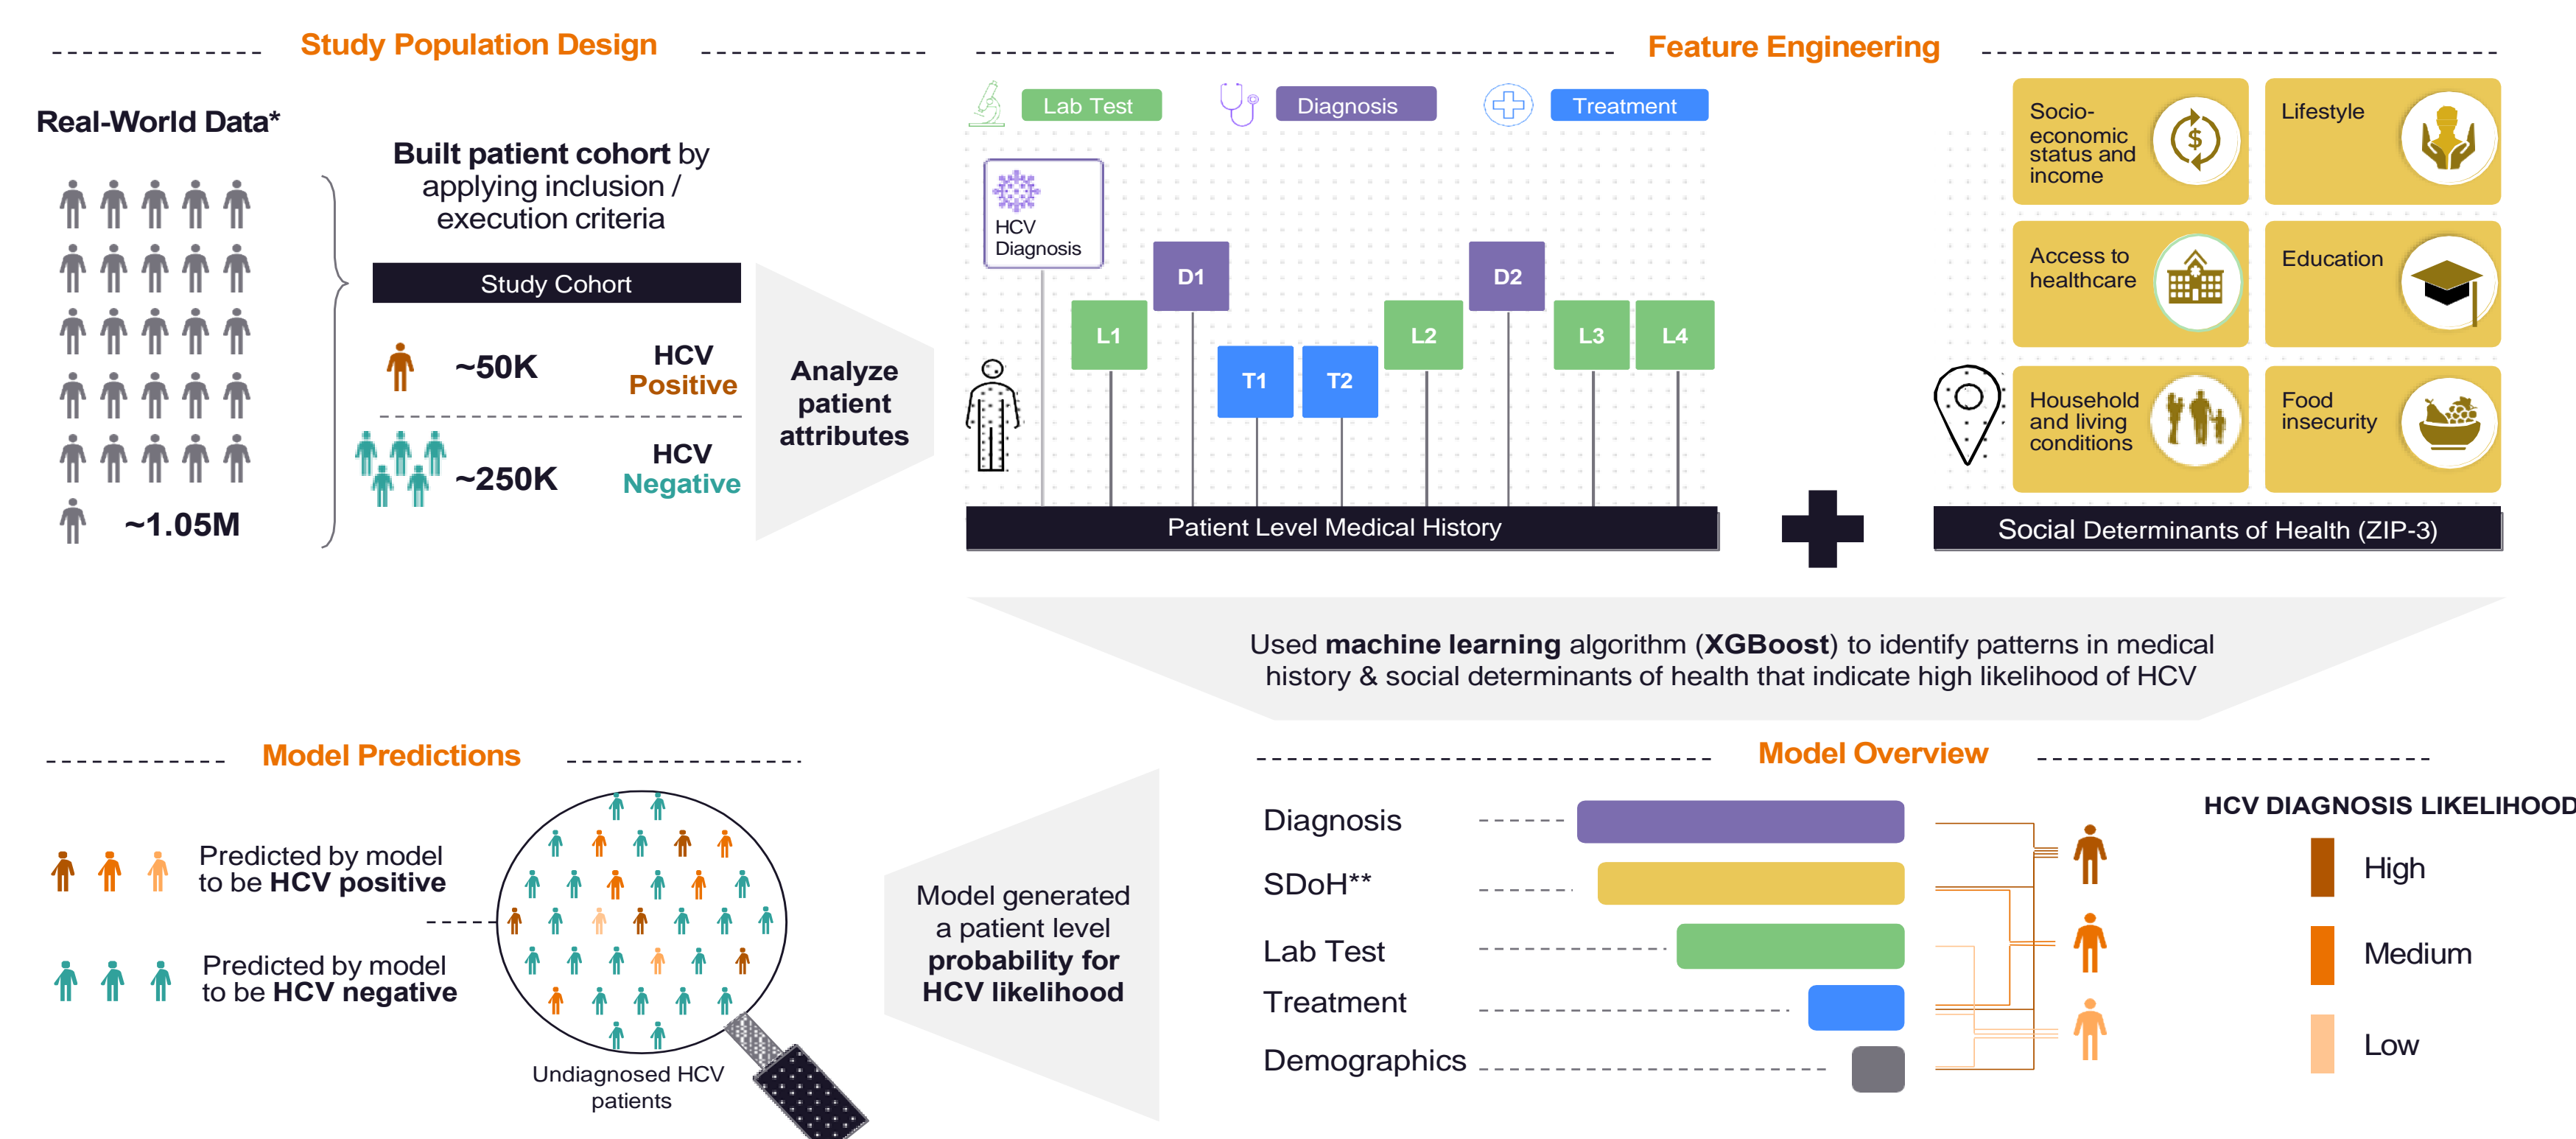 Study Population Design
Real-World Data*
~1.05M
Built patient cohort by
applying inclusion /
execution criteria
Study Cohort
~50K
HCV
Positive
~250K
HCV
Negative
Analyze
patient
attributes
Feature Engineering
Lab Test
Diagnosis
Treatment
HCV
Diagnosis
L1
D1
T1
T2
L2
D2
L3
L4
Patient Level Medical History
Socio-
economic
status and
income
Lifestyle
Access to
healthcare
Education
Household
and living
conditions
Food
insecurity
Social Determinants of Health (ZIP-3)
Used machine learning algorithm (XGBoost) to identify patterns in medical
history & social determinants of health that indicate high likelihood of HCV
Model Predictions
Predicted by model
to be HCV positive
Predicted by model
to be HCV negative
Undiagnosed HCV
patients
Model generated
a patient level
probability for
HCV likelihood
Model Overview
Diagnosis
SDoH**
Lab Test
Treatment
Demographics
HCV DIAGNOSIS LIKELIHOOD
High
Medium
Low